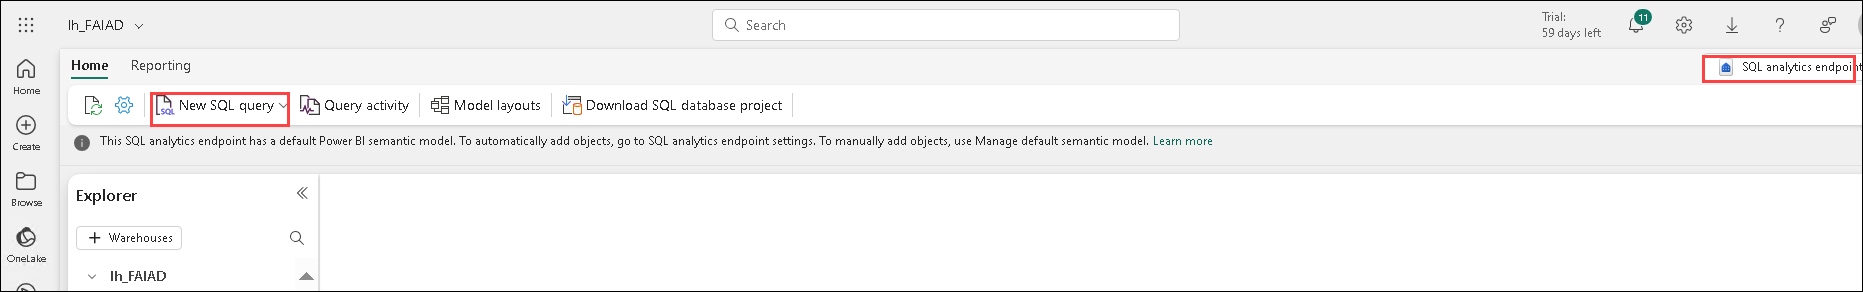 lh_FAIAD
Search
Trial:
59 days left
11
Home
Reporting
SQL analytics endpoint
Home
New SQL query
Query activity
Model layouts
Download SQL database project
SQL
This SQL analytics endpoint has a default Power BI semantic model. To automatically add objects, go to SQL analytics endpoint settings. To manually add objects, use Manage default semantic model. Learn more
Create
Explorer
Browse
Warehouses
OneLake
lh_FAIAD